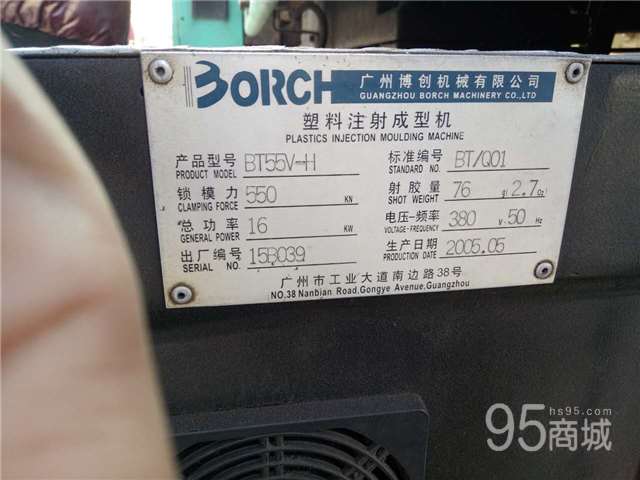 BORCH 广州博创机械有限公司
GUANGZHOU BORCH MACHINERY CO.,LTD
塑料注射成型机
PLASTICS INJECTION MOULDING MACHINE
产品型号 BT55V-H 标准编号 BT/Q01
PRODUCT MODEL STANDARD NO.
锁模力 550 KN 射胶量 76 g( 2.7oz)
CLAMPING FORCE SHOT WEIGHT
总功率 16 KW 电压-频率 380 V 50 Hz
GENERAL POWER VOLTAGE-FREQUENCY
出厂编号 15B039 生产日期 2005.05
SERIAL NO. PRODUCTION DATE
广州市工业大道南边路38号
NO.38 Nanbian Road,Gongye Avenue,Guangzhou
hs95.com
95商城